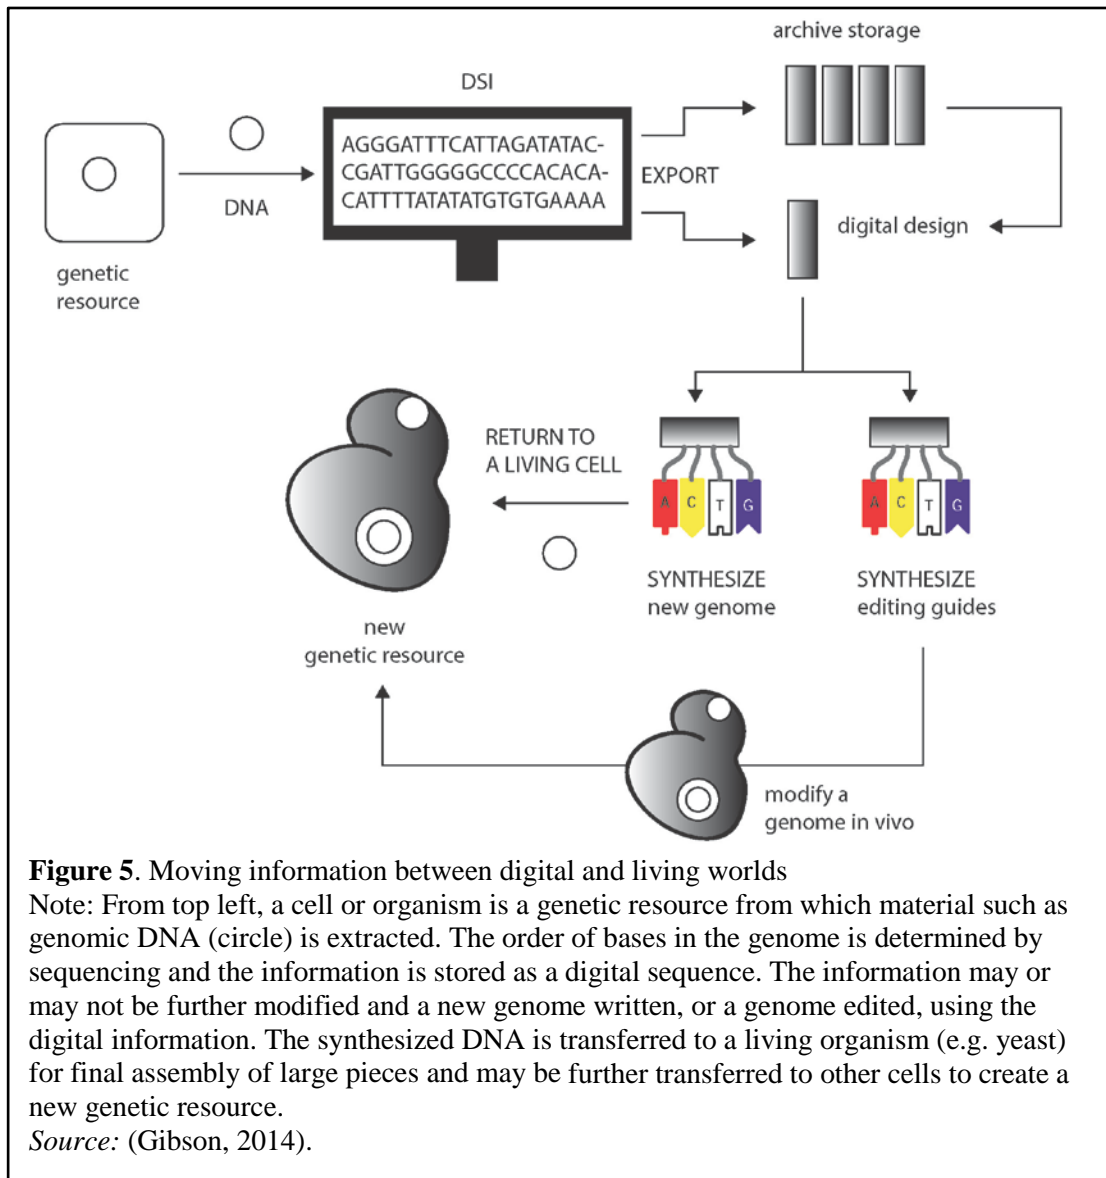 archive storage
DSI
AGGGATTTCATTAGATATAC-
CGATTGGGGGCCCCACACA-
CATTTTATATATGTGTGAAAA
EXPORT
DNA
digital design
genetic
resource
RETURN TO
A LIVING CELL
A C T G
A C T G
SYNTHESIZE
new genome
SYNTHESIZE
editing guides
new
genetic resource
modify a
genome in vivo
Figure 5. Moving information between digital and living worlds
Note: From top left, a cell or organism is a genetic resource from which material such as
genomic DNA (circle) is extracted. The order of bases in the genome is determined by
sequencing and the information is stored as a digital sequence. The information may or
may not be further modified and a new genome written, or a genome edited, using the
digital information. The synthesized DNA is transferred to a living organism (e.g. yeast)
for final assembly of large pieces and may be further transferred to other cells to create a
new genetic resource.
Source: (Gibson, 2014).